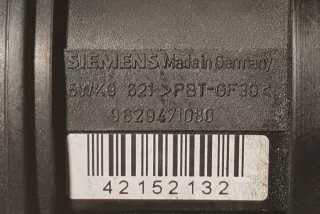 SIEMENS Made in Germany
5WK9 621 >PBT-GF30<
9629471080
42152132